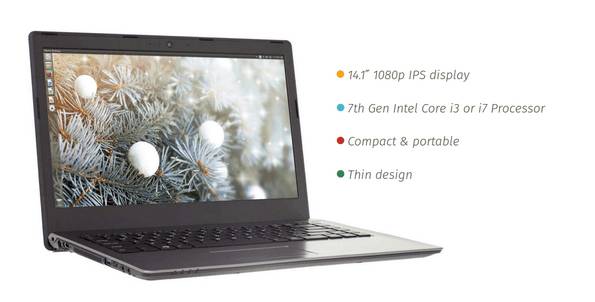 14.1" 1080p IPS display
7th Gen Intel Core i3 or i7 Processor
Compact & portable
Thin design